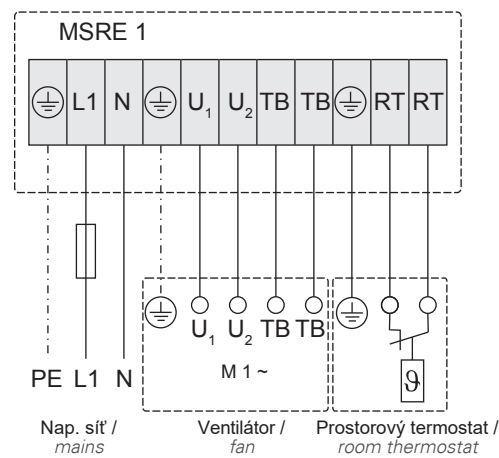 MSRE 1
L1 N U1 U2 TB TB RT RT
U1 U2 TB TB
M 1 ~
ϑ
PE L1 N
Nap. síť / Ventilátor / Prostorový termostat /
mains fan room thermostat